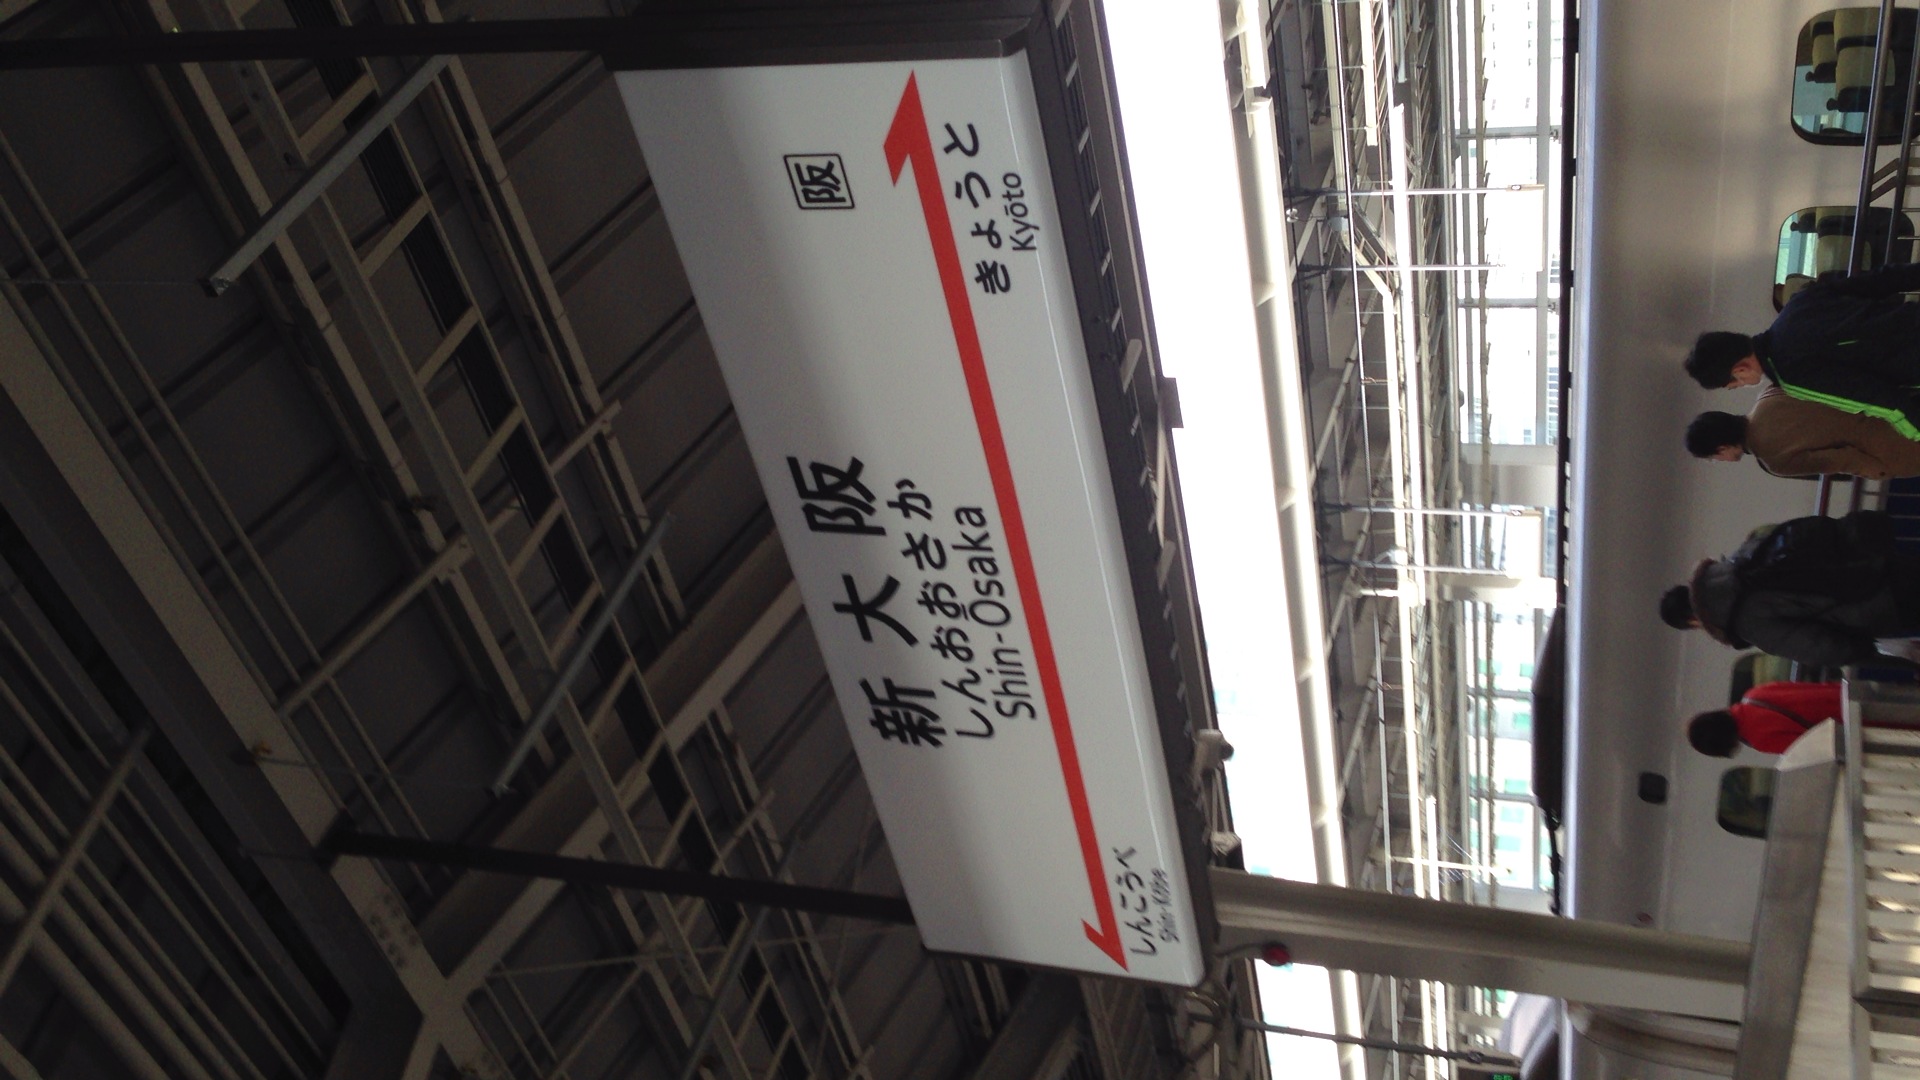 阪
新大阪
しんおおさか
Shin-Ōsaka
しんこうべ
Shin-Kōbe
きょうと
Kyōto